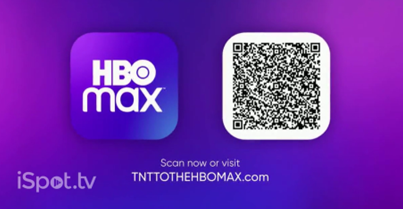 HBO
max
Scan now or visit
TNTTOTHEHBOMAX.com
iSpot.tv